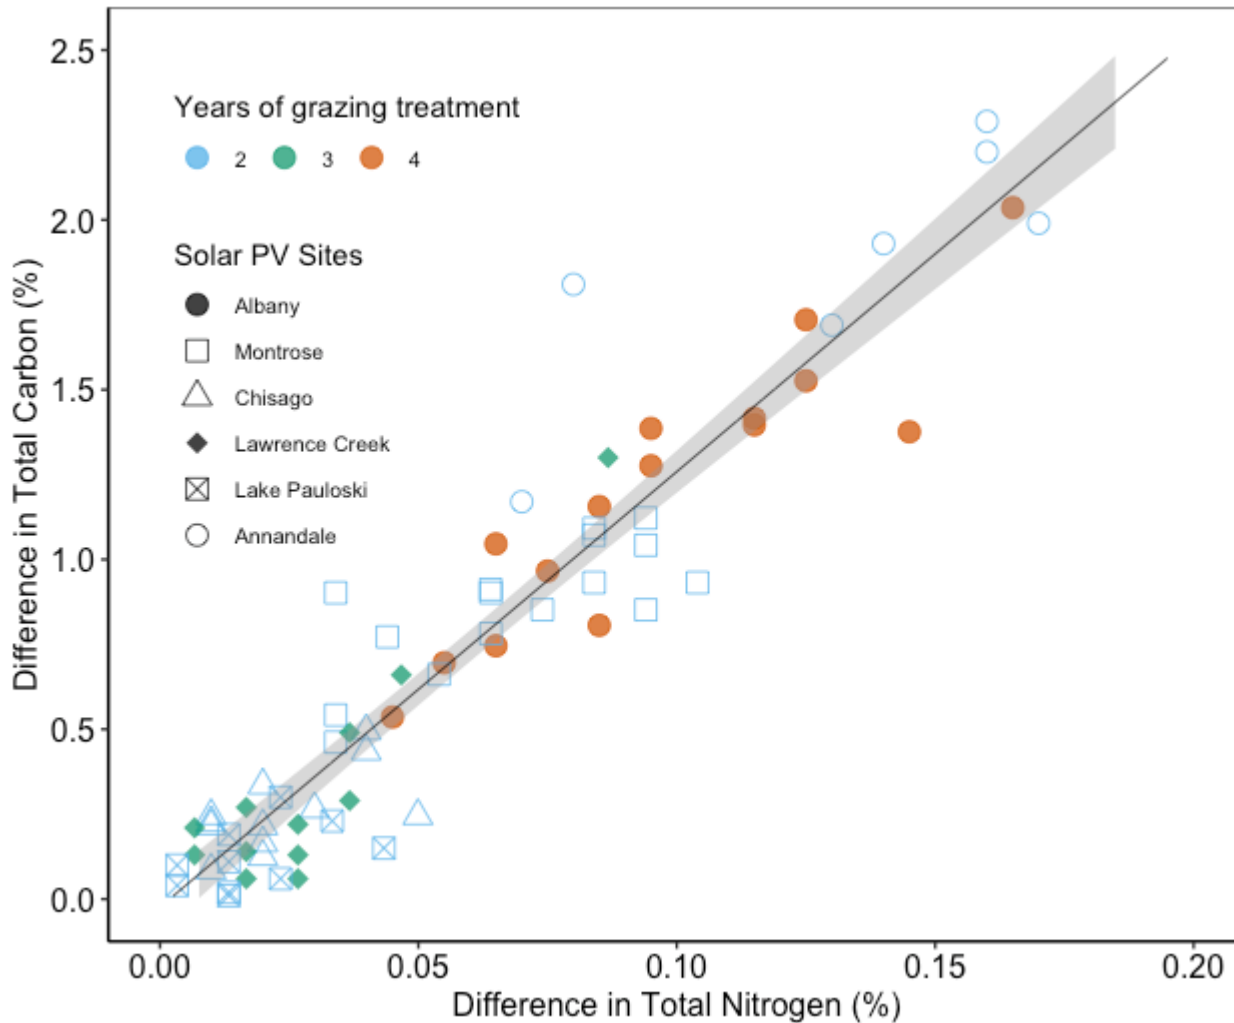 2.5
2.0
1.5
1.0
0.5
0.0
Difference in Total Carbon (%)
Years of grazing treatment
2 3 4
Solar PV Sites
Albany
Montrose
Chisago
Lawrence Creek
Lake Pauloski
Annandale
0.00 0.05 0.10 0.15 0.20
Difference in Total Nitrogen (%)